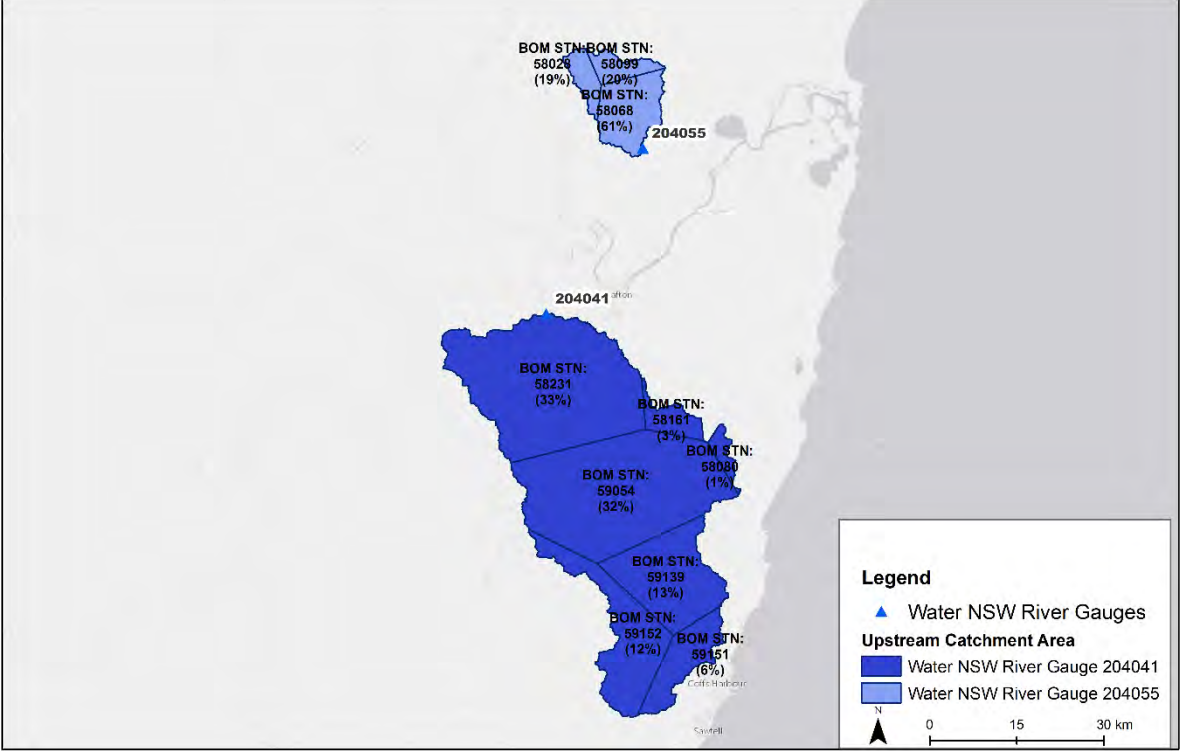 BOM STN:
58028
(19%)
BOM STN:
58099
(20%)
BOM STN:
58068
(61%)
204055
204041
afton
BOM STN:
58231
(33%)
BOM STN:
58161
(3%)
BOM STN:
58080
(1%)
BOM STN:
59054
(32%)
BOM STN:
59139
(13%)
BOM STN:
59152
(12%)
BOM STN:
59151
(6%)
Coffs Harbour
Sawtell
Legend
Water NSW River Gauges
Upstream Catchment Area
Water NSW River Gauge 204041
Water NSW River Gauge 204055
N
0 15 30 km